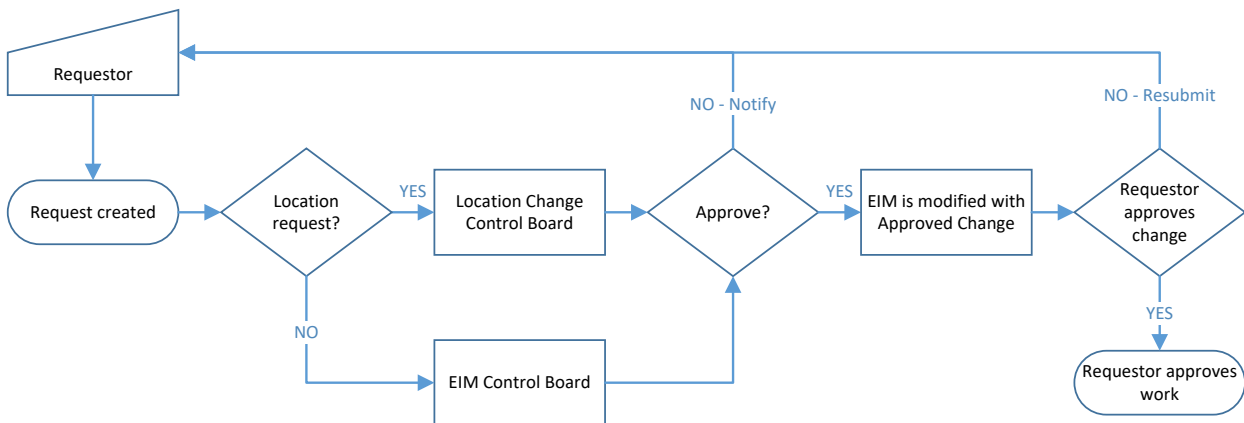 Requestor
NO - Notify
NO - Resubmit
Request created
Location
request?
YES
Location Change
Control Board
Approve?
YES
EIM is modified with
Approved Change
Requestor
approves
change
NO
YES
EIM Control Board
Requestor approves
work